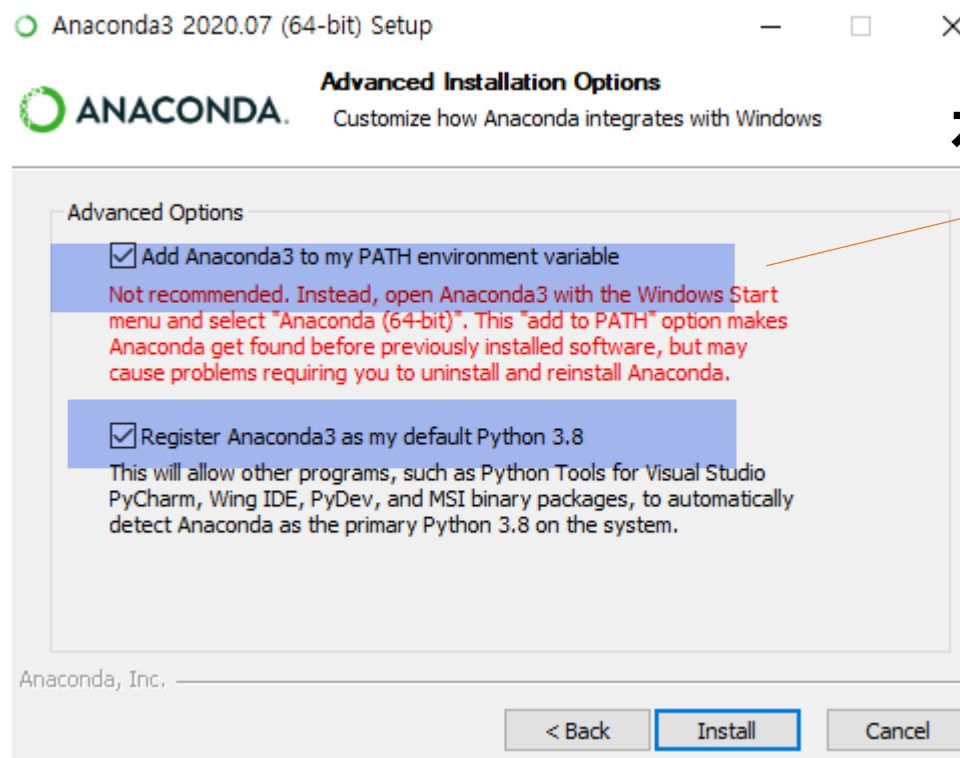 Anaconda3 2020.07 (64-bit) Setup
ANACONDA.
Advanced Installation Options
Customize how Anaconda integrates with Windows
Advanced Options
Add Anaconda3 to my PATH environment variable
Not recommended. Instead, open Anaconda3 with the Windows Start
menu and select "Anaconda (64-bit)". This "add to PATH" option makes
Anaconda get found before previously installed software, but may
cause problems requiring you to uninstall and reinstall Anaconda.
Register Anaconda3 as my default Python 3.8
This will allow other programs, such as Python Tools for Visual Studio
PyCharm, Wing IDE, PyDev, and MSI binary packages, to automatically
detect Anaconda as the primary Python 3.8 on the system.
Anaconda, Inc.
< Back
Install
Cancel